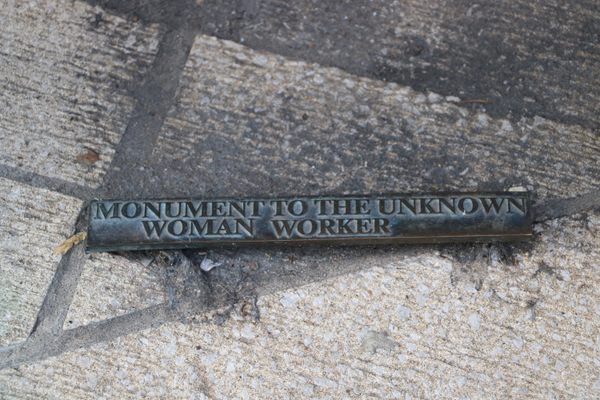 MONUMENT TO THE UNKNOWN
WOMAN WORKER